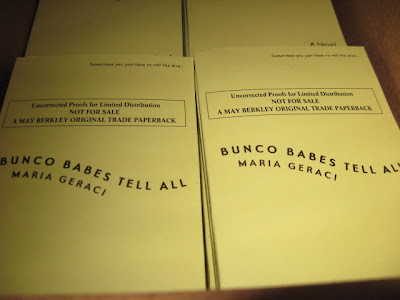 A Novel
Sometimes you just have to roll the dice...
Uncorrected Proofs for Limited Distribution
NOT FOR SALE
A MAY BERKLEY ORIGINAL TRADE PAPERBACK
BUNCO BABES TELL ALL
MARIA GERACI
Sometimes you just have to roll the dice...
Uncorrected Proofs for Limited Distribution
NOT FOR SALE
A MAY BERKLEY ORIGINAL TRADE PAPERBACK
BUNCO BABES TELL ALL
MARIA GERACI